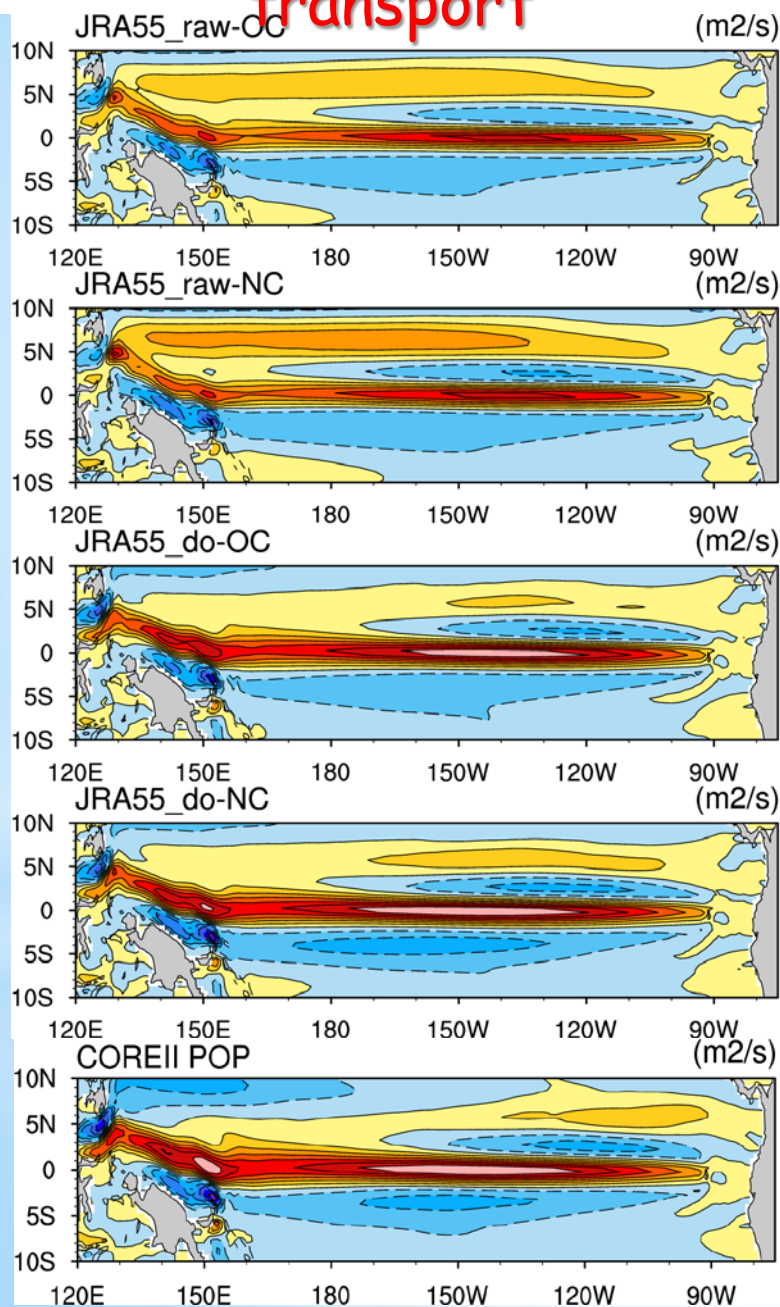 transport
JRA55_raw-OC (m2/s)
10N
5N
0
5S
10S
120E 150E 180 150W 120W 90W
JRA55_raw-NC (m2/s)
10N
5N
0
5S
10S
120E 150E 180 150W 120W 90W
JRA55_do-OC (m2/s)
10N
5N
0
5S
10S
120E 150E 180 150W 120W 90W
JRA55_do-NC (m2/s)
10N
5N
0
5S
10S
120E 150E 180 150W 120W 90W
COREII POP (m2/s)
10N
5N
0
5S
10S
120E 150E 180 150W 120W 90W